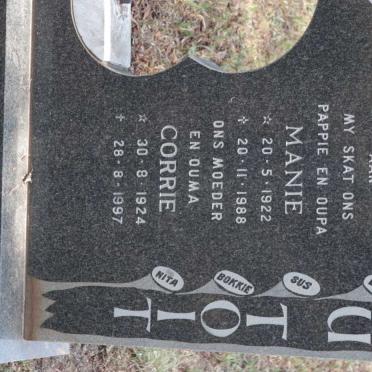 MY SKAT ONS
PAPPIE EN OUPA
MANIE
☆ 20·5·1922
✝ 20·11·1988
ONS MOEDER
EN OUMA
CORRIE
☆ 30·8·1924
✝ 28·8·1997
SUS
BOKKIE
NITA
U TOIT